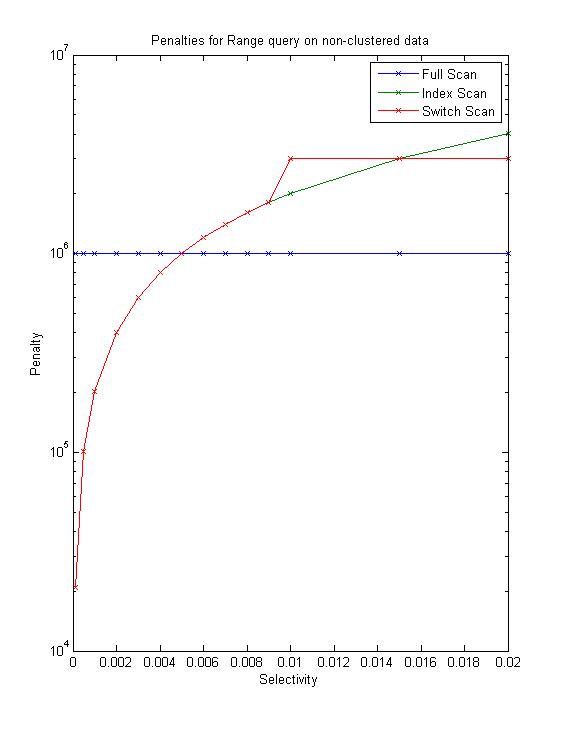 Penalties for Range query on non-clustered data
10^7
Full Scan
Index Scan
Switch Scan
10^6
Penalty
10^5
10^4
0 0.002 0.004 0.006 0.008 0.01 0.012 0.014 0.016 0.018 0.02
Selectivity